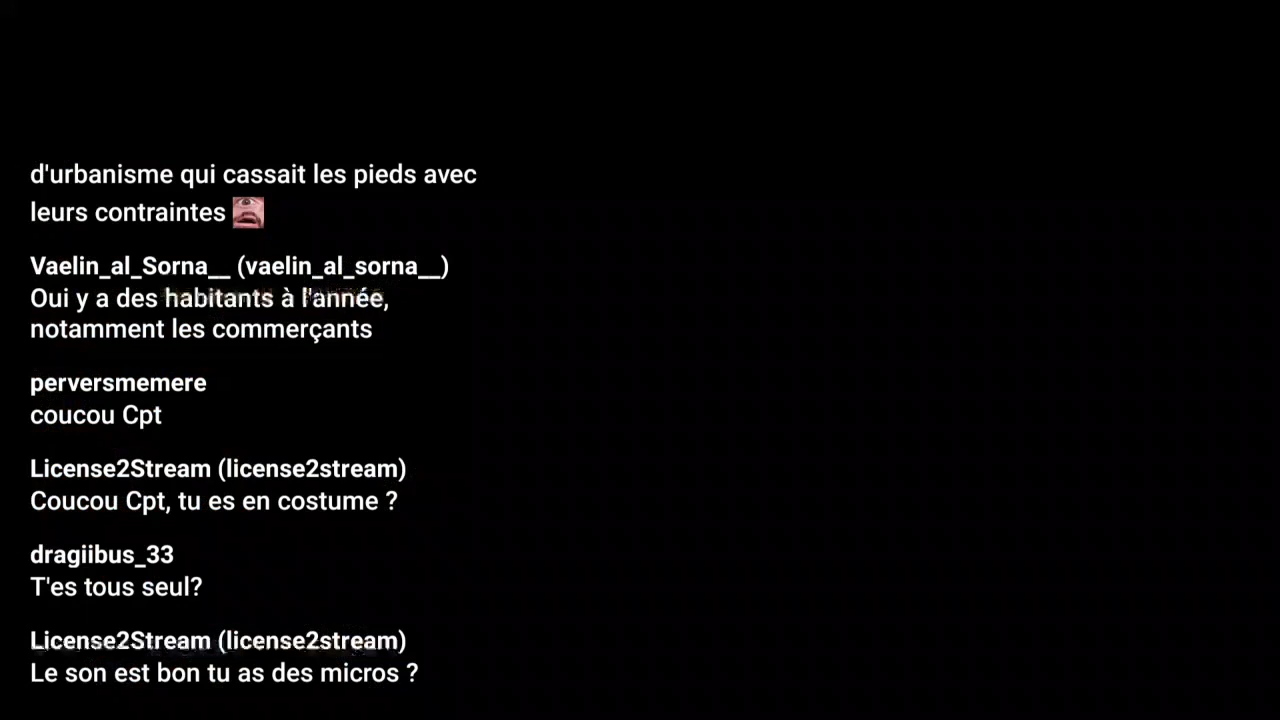 d'urbanisme qui cassait les pieds avec
leurs contraintes
Vaelin_al_Sorna__ (vaelin_al_sorna__)
Oui y a des habitants à l'année,
notamment les commerçants
perversmemere
coucou Cpt
License2Stream (license2stream)
Coucou Cpt, tu es en costume ?
dragiibus_33
T'es tous seul?
License2Stream (license2stream)
Le son est bon tu as des micros ?